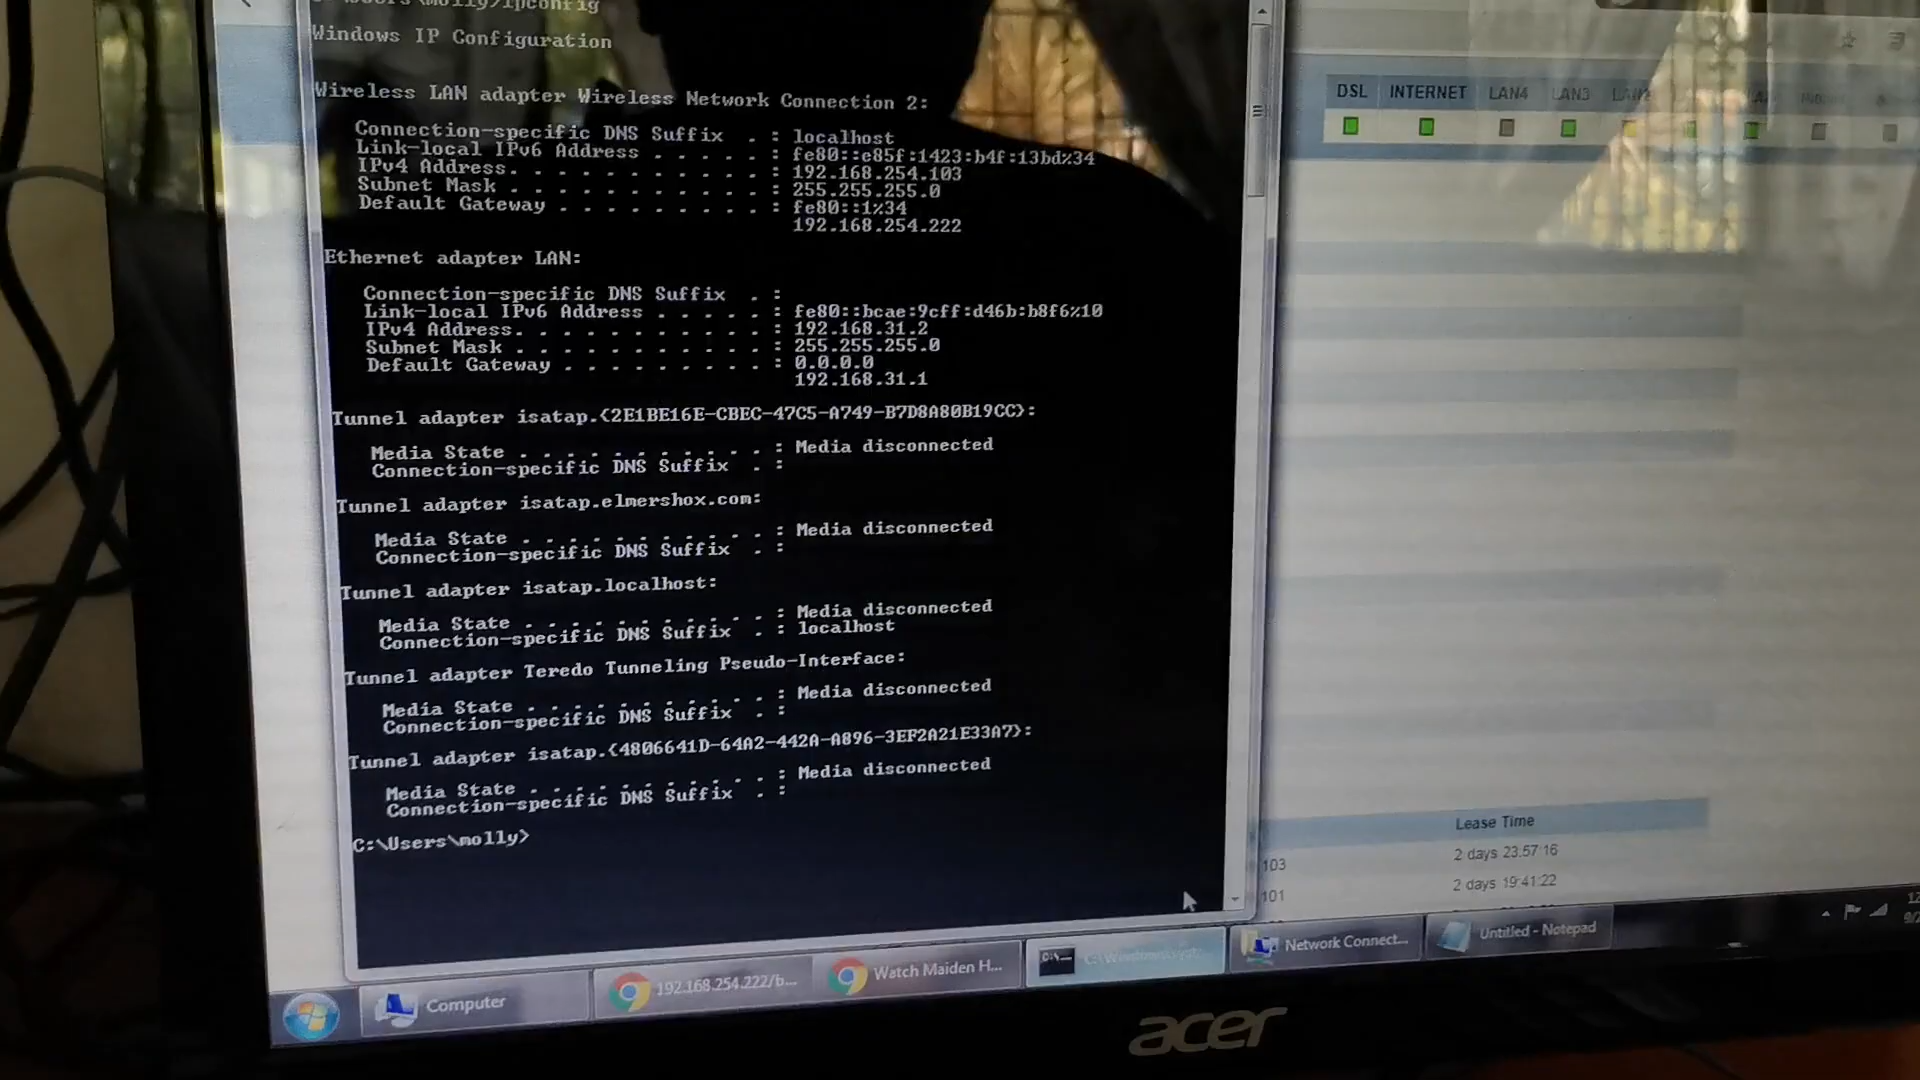 Windows IP Configuration
Wireless LAN adapter Wireless Network Connection 2:
Connection-specific DNS Suffix . : localhost
Link-local IPv6 Address . . . . . : fe80::e85f:1423:b4f:13bd%34
IPv4 Address. . . . . . . . . . . : 192.168.254.103
Subnet Mask . . . . . . . . . . . : 255.255.255.0
Default Gateway . . . . . . . . . : fe80::1%34
192.168.254.222
Ethernet adapter LAN:
Connection-specific DNS Suffix . :
Link-local IPv6 Address . . . . . : fe80::bcae:9cff:d46b:b8f6%10
IPv4 Address. . . . . . . . . . . : 192.168.31.2
Subnet Mask . . . . . . . . . . . : 255.255.255.0
Default Gateway . . . . . . . . . : 0.0.0.0
192.168.31.1
Tunnel adapter isatap.{2E1BE16E-CBEC-47C5-A749-B7D8A80B19CC}:
Media State . . . . . . . . . . . : Media disconnected
Connection-specific DNS Suffix . :
Tunnel adapter isatap.elmershox.com:
Media State . . . . . . . . . . . : Media disconnected
Connection-specific DNS Suffix . :
Tunnel adapter isatap.localhost:
Media State . . . . . . . . . . . : Media disconnected
Connection-specific DNS Suffix . : localhost
Tunnel adapter Teredo Tunneling Pseudo-Interface:
Media State . . . . . . . . . . . : Media disconnected
Connection-specific DNS Suffix . :
Tunnel adapter isatap.{4806641D-64A2-442A-A896-3EF2A21E33A7}:
Media State . . . . . . . . . . . : Media disconnected
Connection-specific DNS Suffix . :
C:\Users\molly>
DSL INTERNET LAN4 LAN3
Lease Time
103 2 days 23:57:16
101 2 days 19:41:22
Computer
192.168.254.222/b...
Watch Maiden H...
Network Connect...
Untitled - Notepad
acer